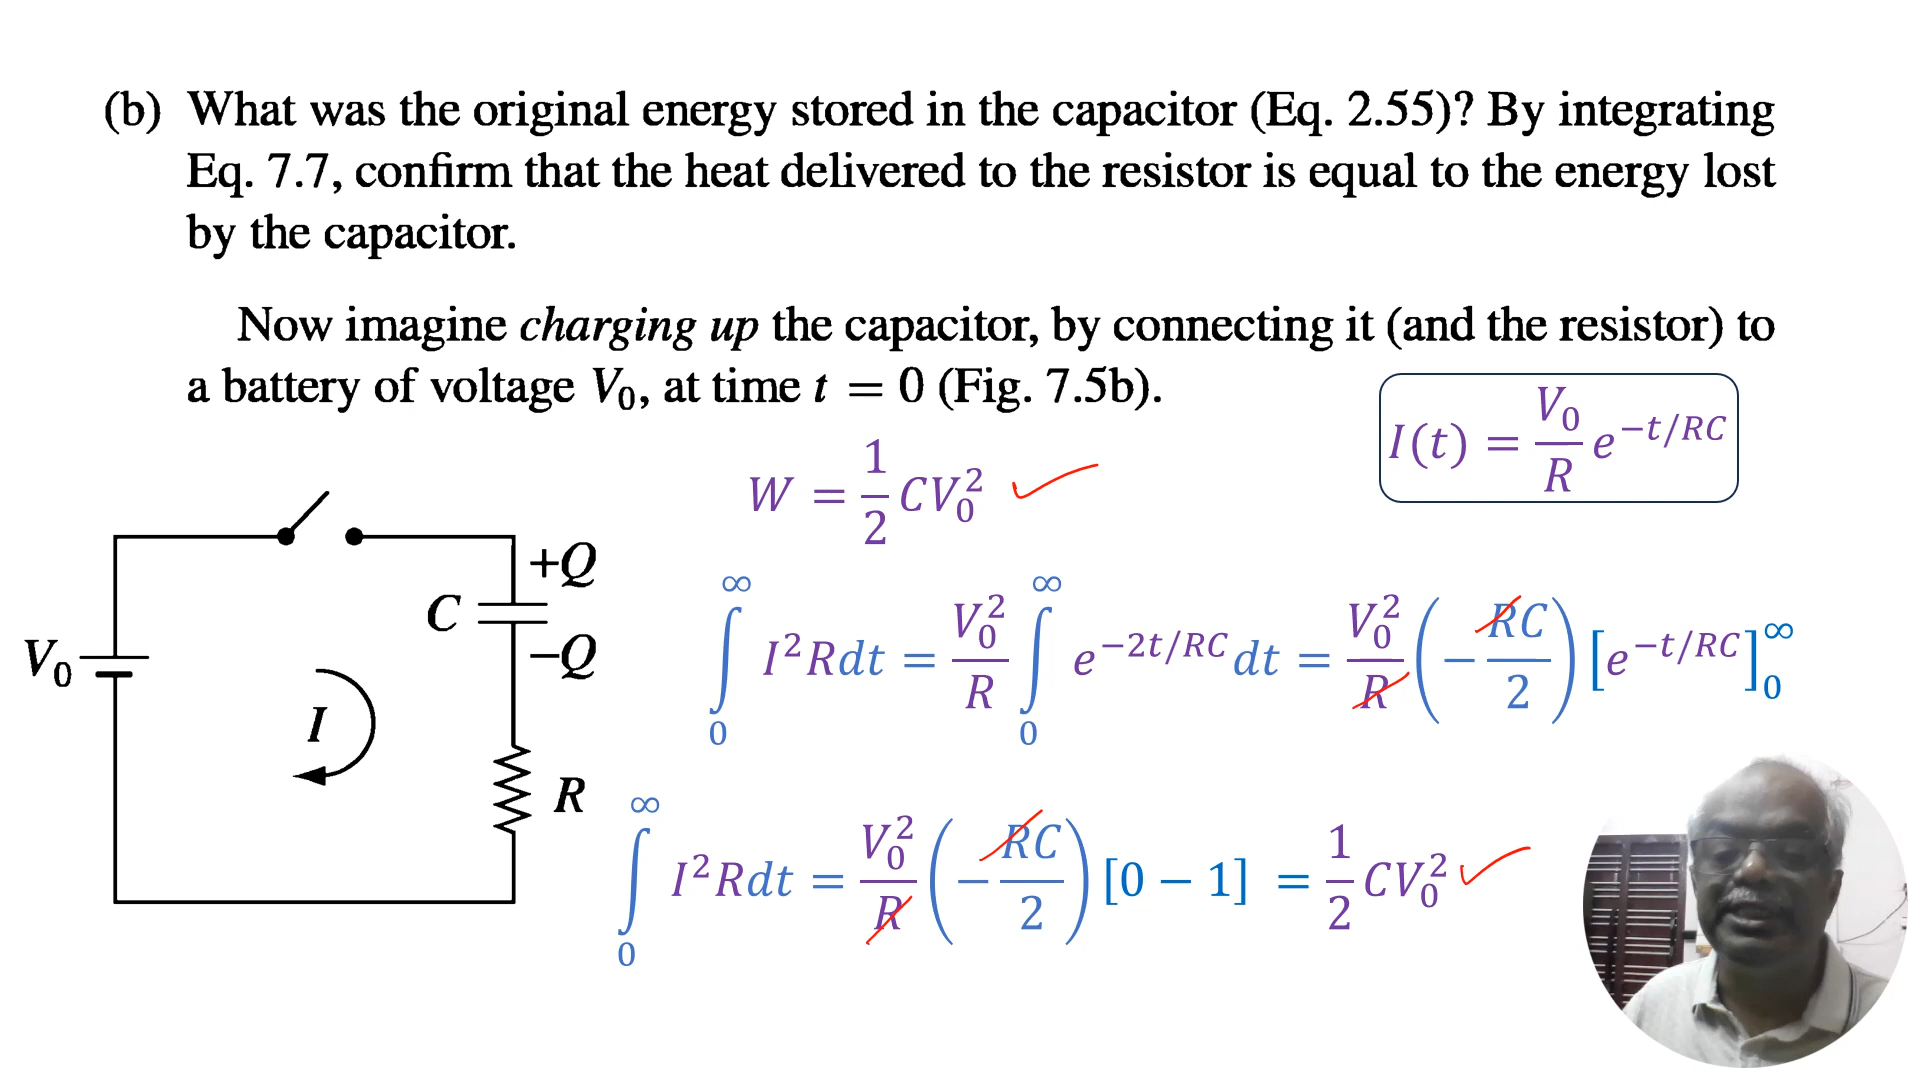 (b) What was the original energy stored in the capacitor (Eq. 2.55)? By integrating
Eq. 7.7, confirm that the heat delivered to the resistor is equal to the energy lost
by the capacitor.
Now imagine charging up the capacitor, by connecting it (and the resistor) to
a battery of voltage V₀, at time t = 0 (Fig. 7.5b).
I(t) = V₀/R e^{−t/RC}
W = 1/2 CV₀²
+Q
C
−Q
V₀
I
R
∫₀^∞ I²Rdt = V₀²/R ∫₀^∞ e^{−2t/RC} dt = V₀²/R (−RC/2) [e^{−t/RC}]₀^∞
∫₀^∞ I²Rdt = V₀²/R (−RC/2) [0 − 1] = 1/2 CV₀²